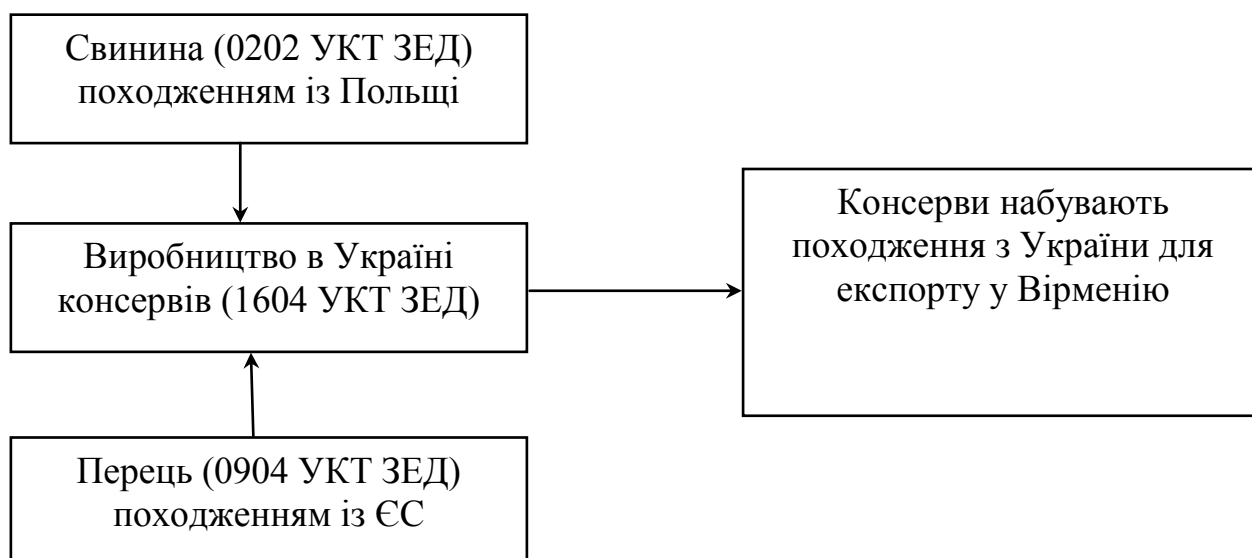 Свинина (0202 УКТ ЗЕД)
походженням із Польщі
Виробництво в Україні
консервів (1604 УКТ ЗЕД)
Перець (0904 УКТ ЗЕД)
походженням із ЄС
Консерви набувають
походження з України для
експорту у Вірменію